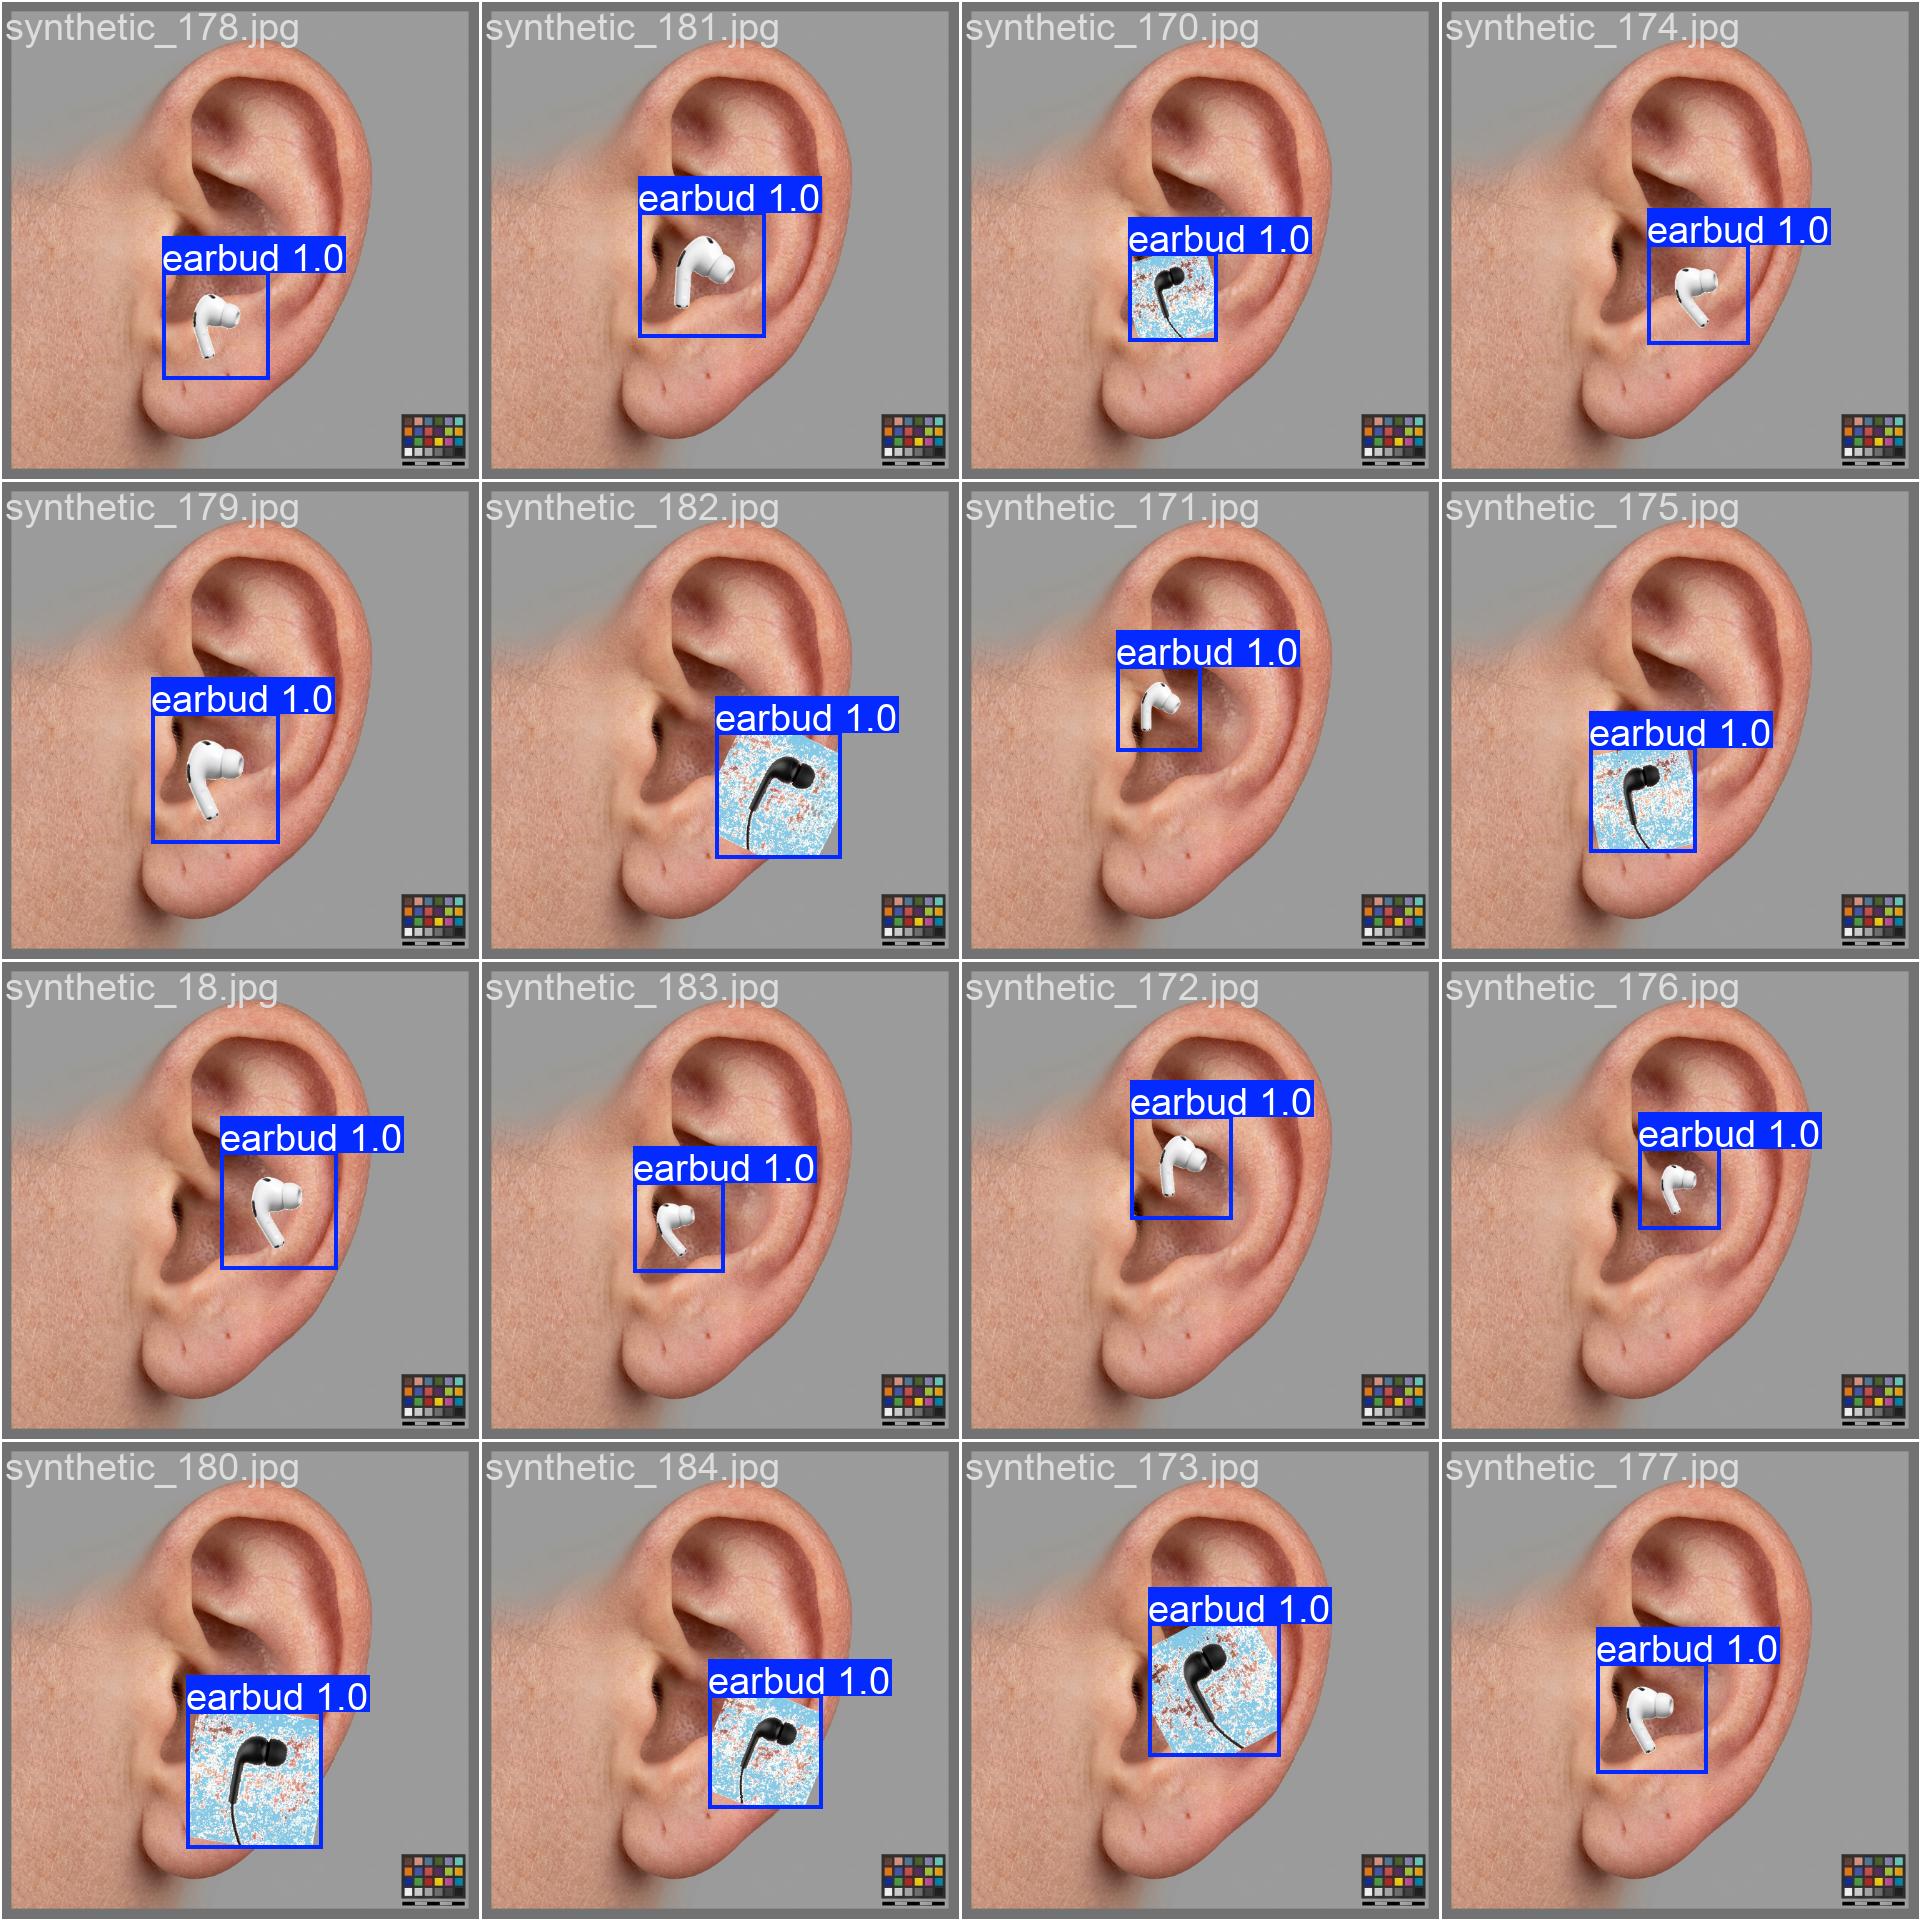 synthetic_178.jpg
earbud 1.0
synthetic_181.jpg
earbud 1.0
synthetic_170.jpg
earbud 1.0
synthetic_174.jpg
earbud 1.0
synthetic_179.jpg
earbud 1.0
synthetic_182.jpg
earbud 1.0
synthetic_171.jpg
earbud 1.0
synthetic_175.jpg
earbud 1.0
synthetic_18.jpg
earbud 1.0
synthetic_183.jpg
earbud 1.0
synthetic_172.jpg
earbud 1.0
synthetic_176.jpg
earbud 1.0
synthetic_180.jpg
earbud 1.0
synthetic_184.jpg
earbud 1.0
synthetic_173.jpg
earbud 1.0
synthetic_177.jpg
earbud 1.0